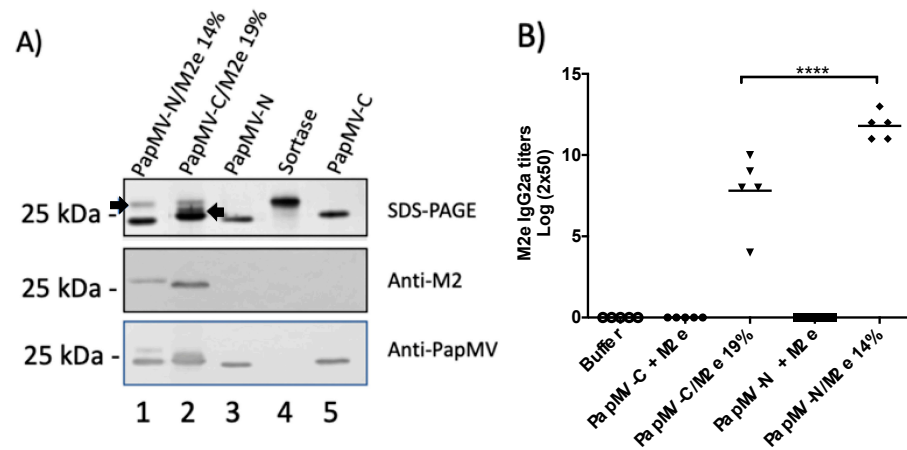 A)
PapMV-N/M2e 14%
PapMV-C/M2e 19%
PapMV-N
Sortase
PapMV-C
25 kDa -
SDS-PAGE
25 kDa -
Anti-M2
25 kDa -
Anti-PapMV
1 2 3 4 5
B)
M2e IgG2a titers
Log (2x50)
15
10
5
0
****
Buffer
PapMV-C + M2e
PapMV-C/M2e 19%
PapMV-N + M2e
PapMV-N/M2e 14%